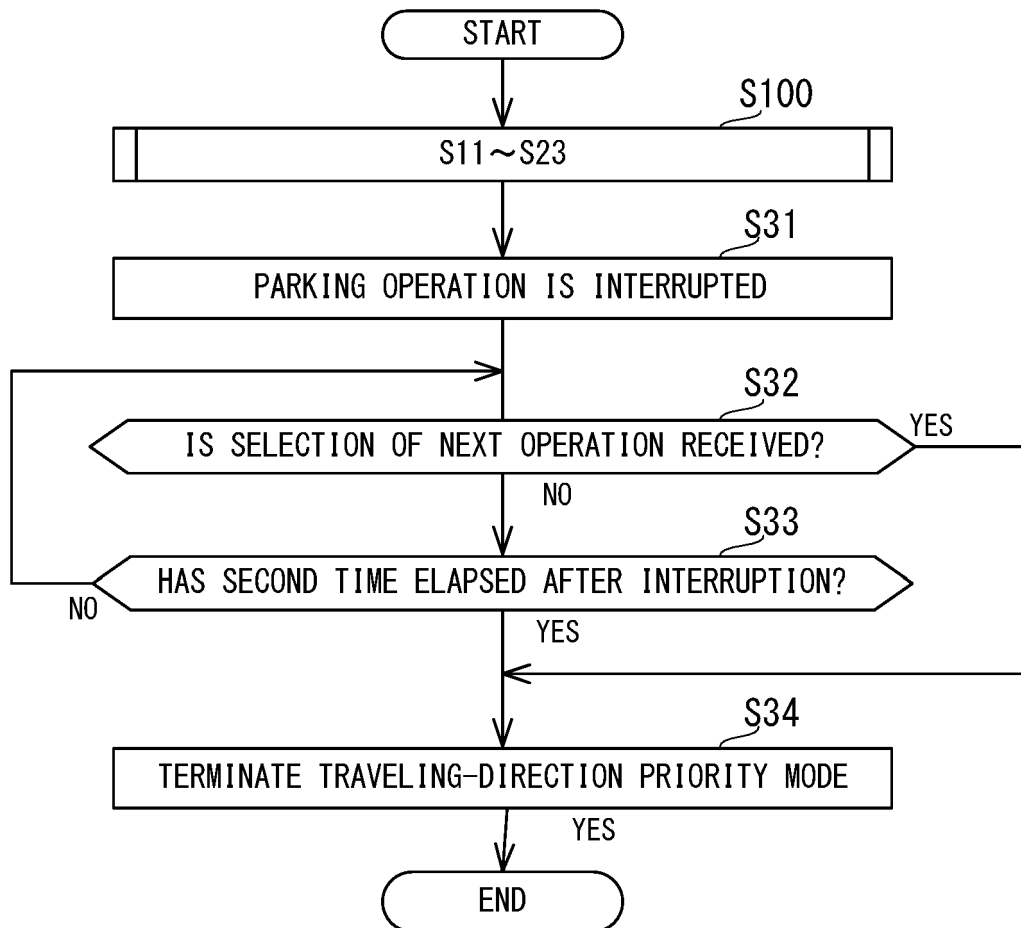 START
S100
S11～S23
S31
PARKING OPERATION IS INTERRUPTED
S32
IS SELECTION OF NEXT OPERATION RECEIVED?
YES
NO
S33
HAS SECOND TIME ELAPSED AFTER INTERRUPTION?
NO
YES
S34
TERMINATE TRAVELING-DIRECTION PRIORITY MODE
YES
END